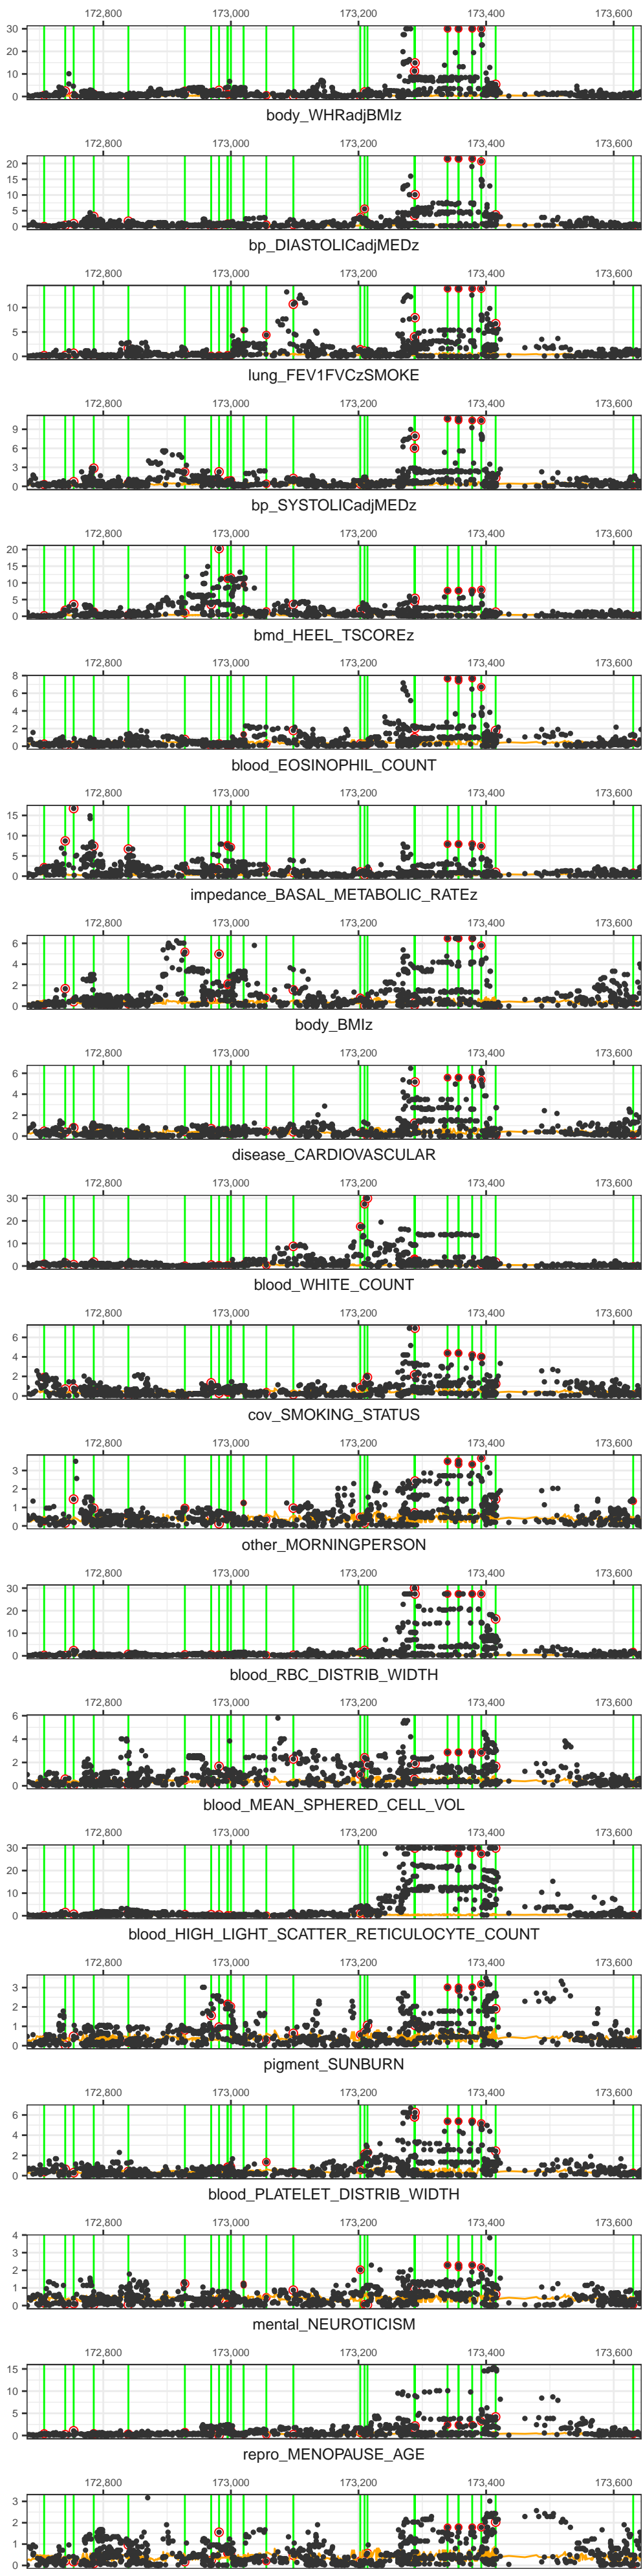 172,800 173,000 173,200 173,400 173,600
30
20
10
0
body_WHRadjBMIz
172,800 173,000 173,200 173,400 173,600
20
15
10
5
0
bp_DIASTOLICadjMEDz
172,800 173,000 173,200 173,400 173,600
10
5
0
lung_FEV1FVCzSMOKE
172,800 173,000 173,200 173,400 173,600
9
6
3
0
bp_SYSTOLICadjMEDz
172,800 173,000 173,200 173,400 173,600
20
15
10
5
0
bmd_HEEL_TSCOREz
172,800 173,000 173,200 173,400 173,600
8
6
4
2
0
blood_EOSINOPHIL_COUNT
172,800 173,000 173,200 173,400 173,600
15
10
5
0
impedance_BASAL_METABOLIC_RATEz
172,800 173,000 173,200 173,400 173,600
6
4
2
0
body_BMIz
172,800 173,000 173,200 173,400 173,600
6
4
2
0
disease_CARDIOVASCULAR
172,800 173,000 173,200 173,400 173,600
30
20
10
0
blood_WHITE_COUNT
172,800 173,000 173,200 173,400 173,600
6
4
2
0
cov_SMOKING_STATUS
172,800 173,000 173,200 173,400 173,600
3
2
1
0
other_MORNINGPERSON
172,800 173,000 173,200 173,400 173,600
30
20
10
0
blood_RBC_DISTRIB_WIDTH
172,800 173,000 173,200 173,400 173,600
6
4
2
0
blood_MEAN_SPHERED_CELL_VOL
172,800 173,000 173,200 173,400 173,600
30
20
10
0
blood_HIGH_LIGHT_SCATTER_RETICULOCYTE_COUNT
172,800 173,000 173,200 173,400 173,600
3
2
1
0
pigment_SUNBURN
172,800 173,000 173,200 173,400 173,600
6
4
2
0
blood_PLATELET_DISTRIB_WIDTH
172,800 173,000 173,200 173,400 173,600
4
3
2
1
0
mental_NEUROTICISM
172,800 173,000 173,200 173,400 173,600
15
10
5
0
repro_MENOPAUSE_AGE
172,800 173,000 173,200 173,400 173,600
3
2
1
0